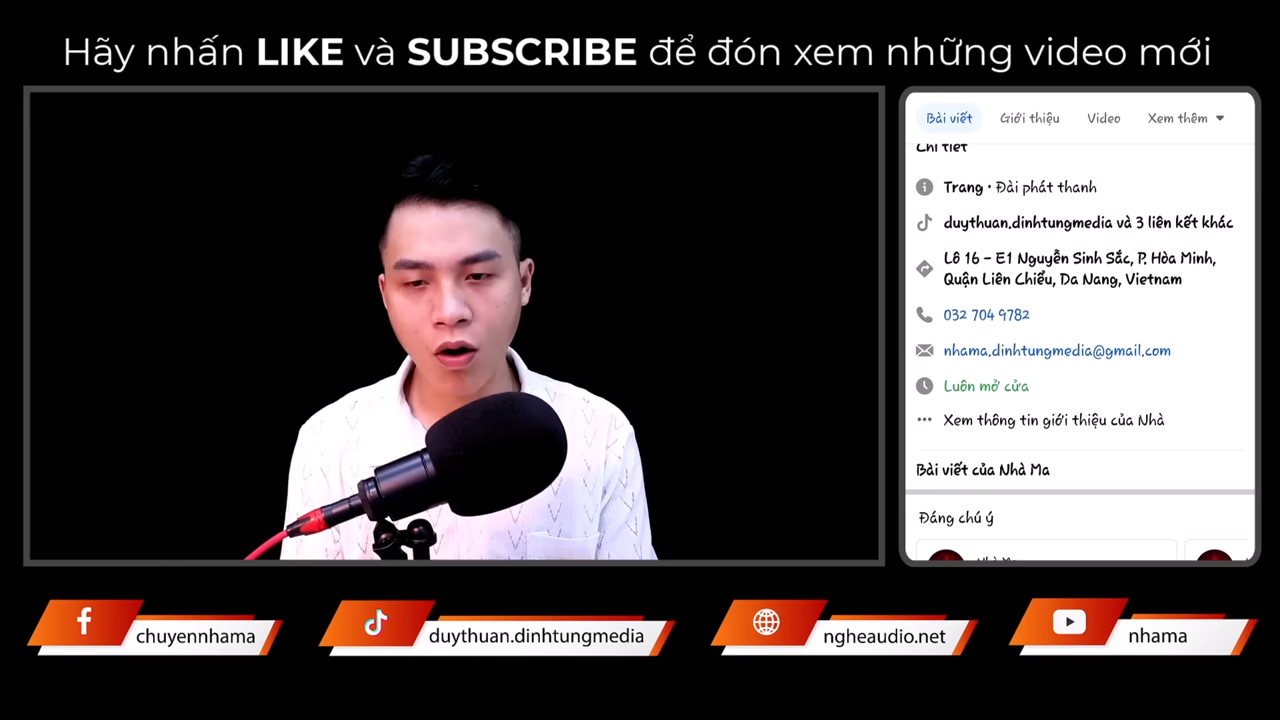 Hãy nhấn LIKE và SUBSCRIBE để đón xem những video mới
Bài viết Giới thiệu Video Xem thêm
Chi tiết
Trang · Đài phát thanh
duythuan.dinhtungmedia và 3 liên kết khác
Lô 16 - E1 Nguyễn Sinh Sắc, P. Hòa Minh,
Quận Liên Chiểu, Da Nang, Vietnam
032 704 9782
nhama.dinhtungmedia@gmail.com
Luôn mở cửa
Xem thông tin giới thiệu của Nhà
Bài viết của Nhà Ma
Đáng chú ý
chuyennhama
duythuan.dinhtungmedia
ngheaudio.net
nhama